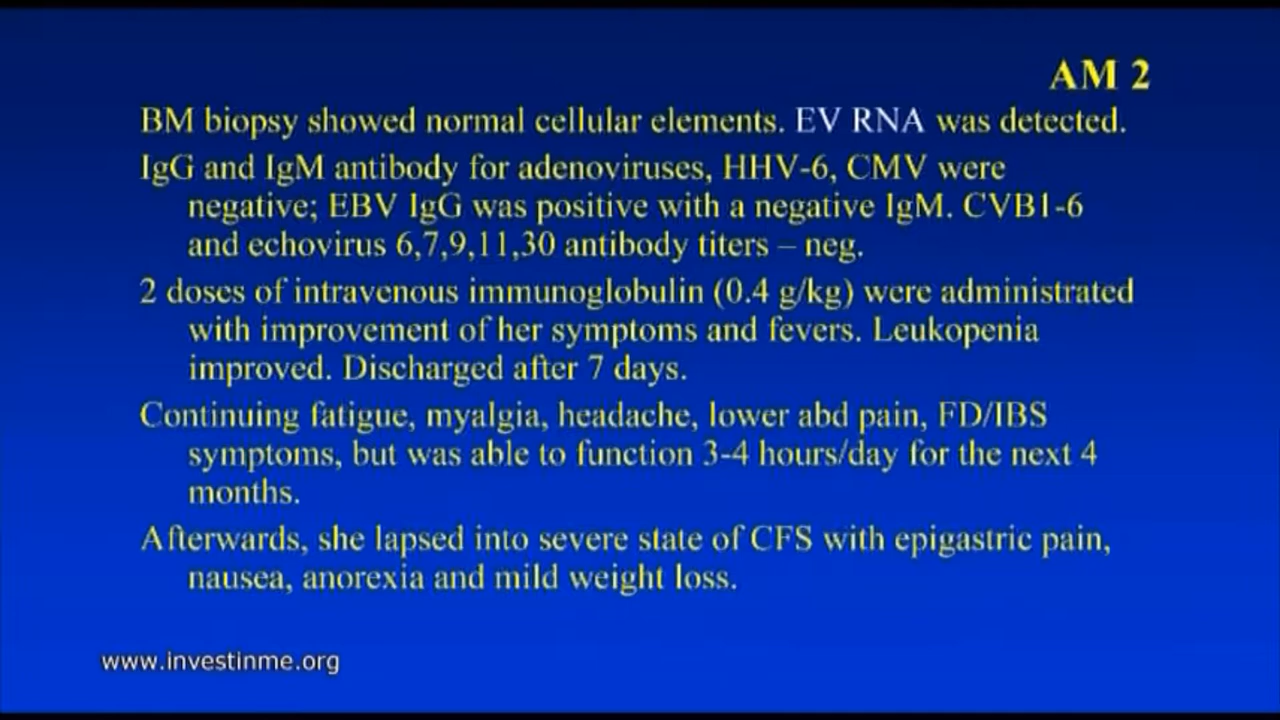 AM 2
BM biopsy showed normal cellular elements. EV RNA was detected.
IgG and IgM antibody for adenoviruses, HHV-6, CMV were
negative; EBV IgG was positive with a negative IgM. CVB1-6
and echovirus 6,7,9,11,30 antibody titers – neg.
2 doses of intravenous immunoglobulin (0.4 g/kg) were administrated
with improvement of her symptoms and fevers. Leukopenia
improved. Discharged after 7 days.
Continuing fatigue, myalgia, headache, lower abd pain, FD/IBS
symptoms, but was able to function 3-4 hours/day for the next 4
months.
Afterwards, she lapsed into severe state of CFS with epigastric pain,
nausea, anorexia and mild weight loss.
www.investinme.org